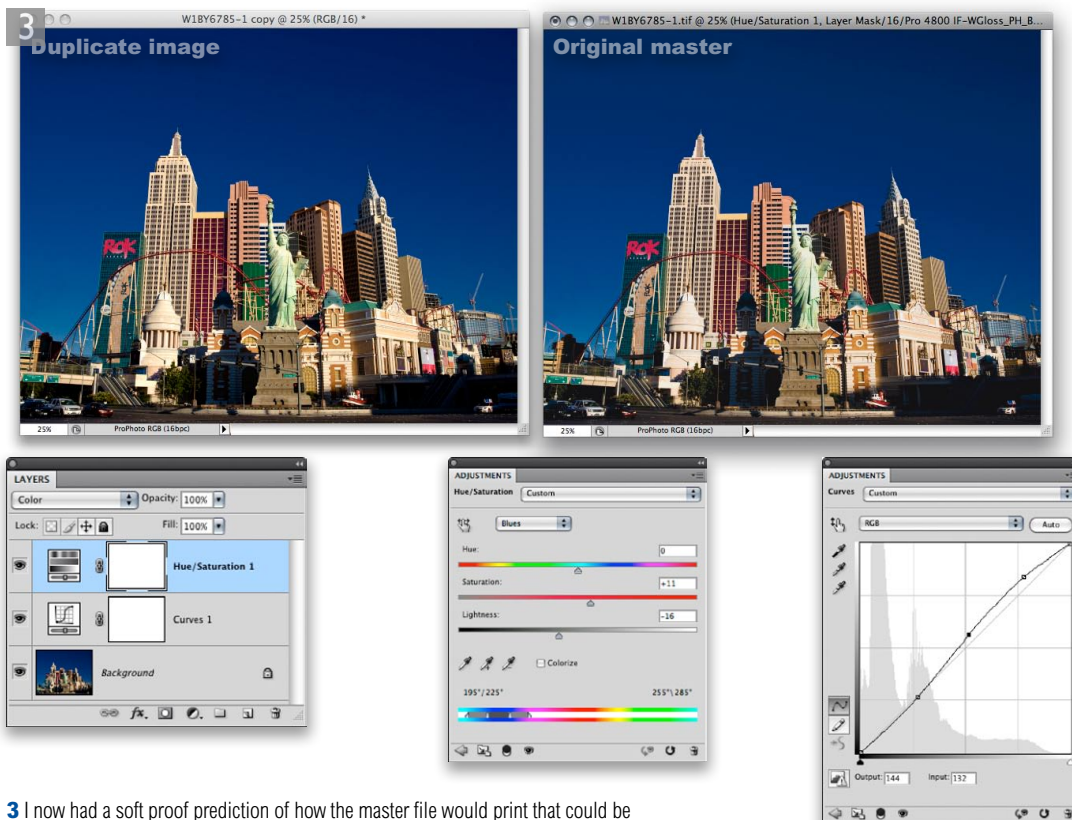 3
W1BY6785-1 copy @ 25% (RGB/16) *
Duplicate image
ROK
25%
ProPhoto RGB (16bpc)
W1BY6785-1.tif @ 25% (Hue/Saturation 1, Layer Mask/16/Pro 4800 IF-WGloss_PH_B...
Original master
ROK
25%
ProPhoto RGB (16bpc)
LAYERS
Color Opacity: 100%
Lock: Fill: 100%
Hue/Saturation 1
Curves 1
Background
fx.
ADJUSTMENTS
Hue/Saturation Custom
Blues
Hue: 0
Saturation: +11
Lightness: -16
Colorize
195°/225° 255°\285°
ADJUSTMENTS
Curves Custom
RGB Auto
Output: 144 Input: 132
3 I now had a soft proof prediction of how the master file would print that could be